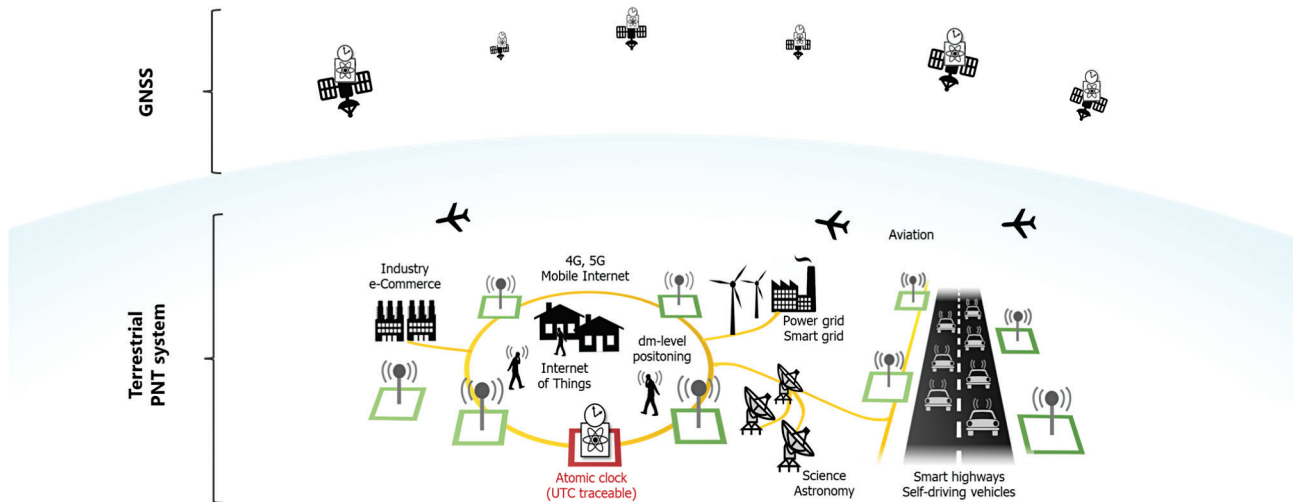 GNSS
Terrestrial
PNT system
Aviation
Industry
e-Commerce
4G, 5G
Mobile Internet
Power grid
Smart grid
dm-level
positoning
Internet
of Things
Atomic clock
(UTC traceable)
Science
Astronomy
Smart highways
Self-driving vehicles